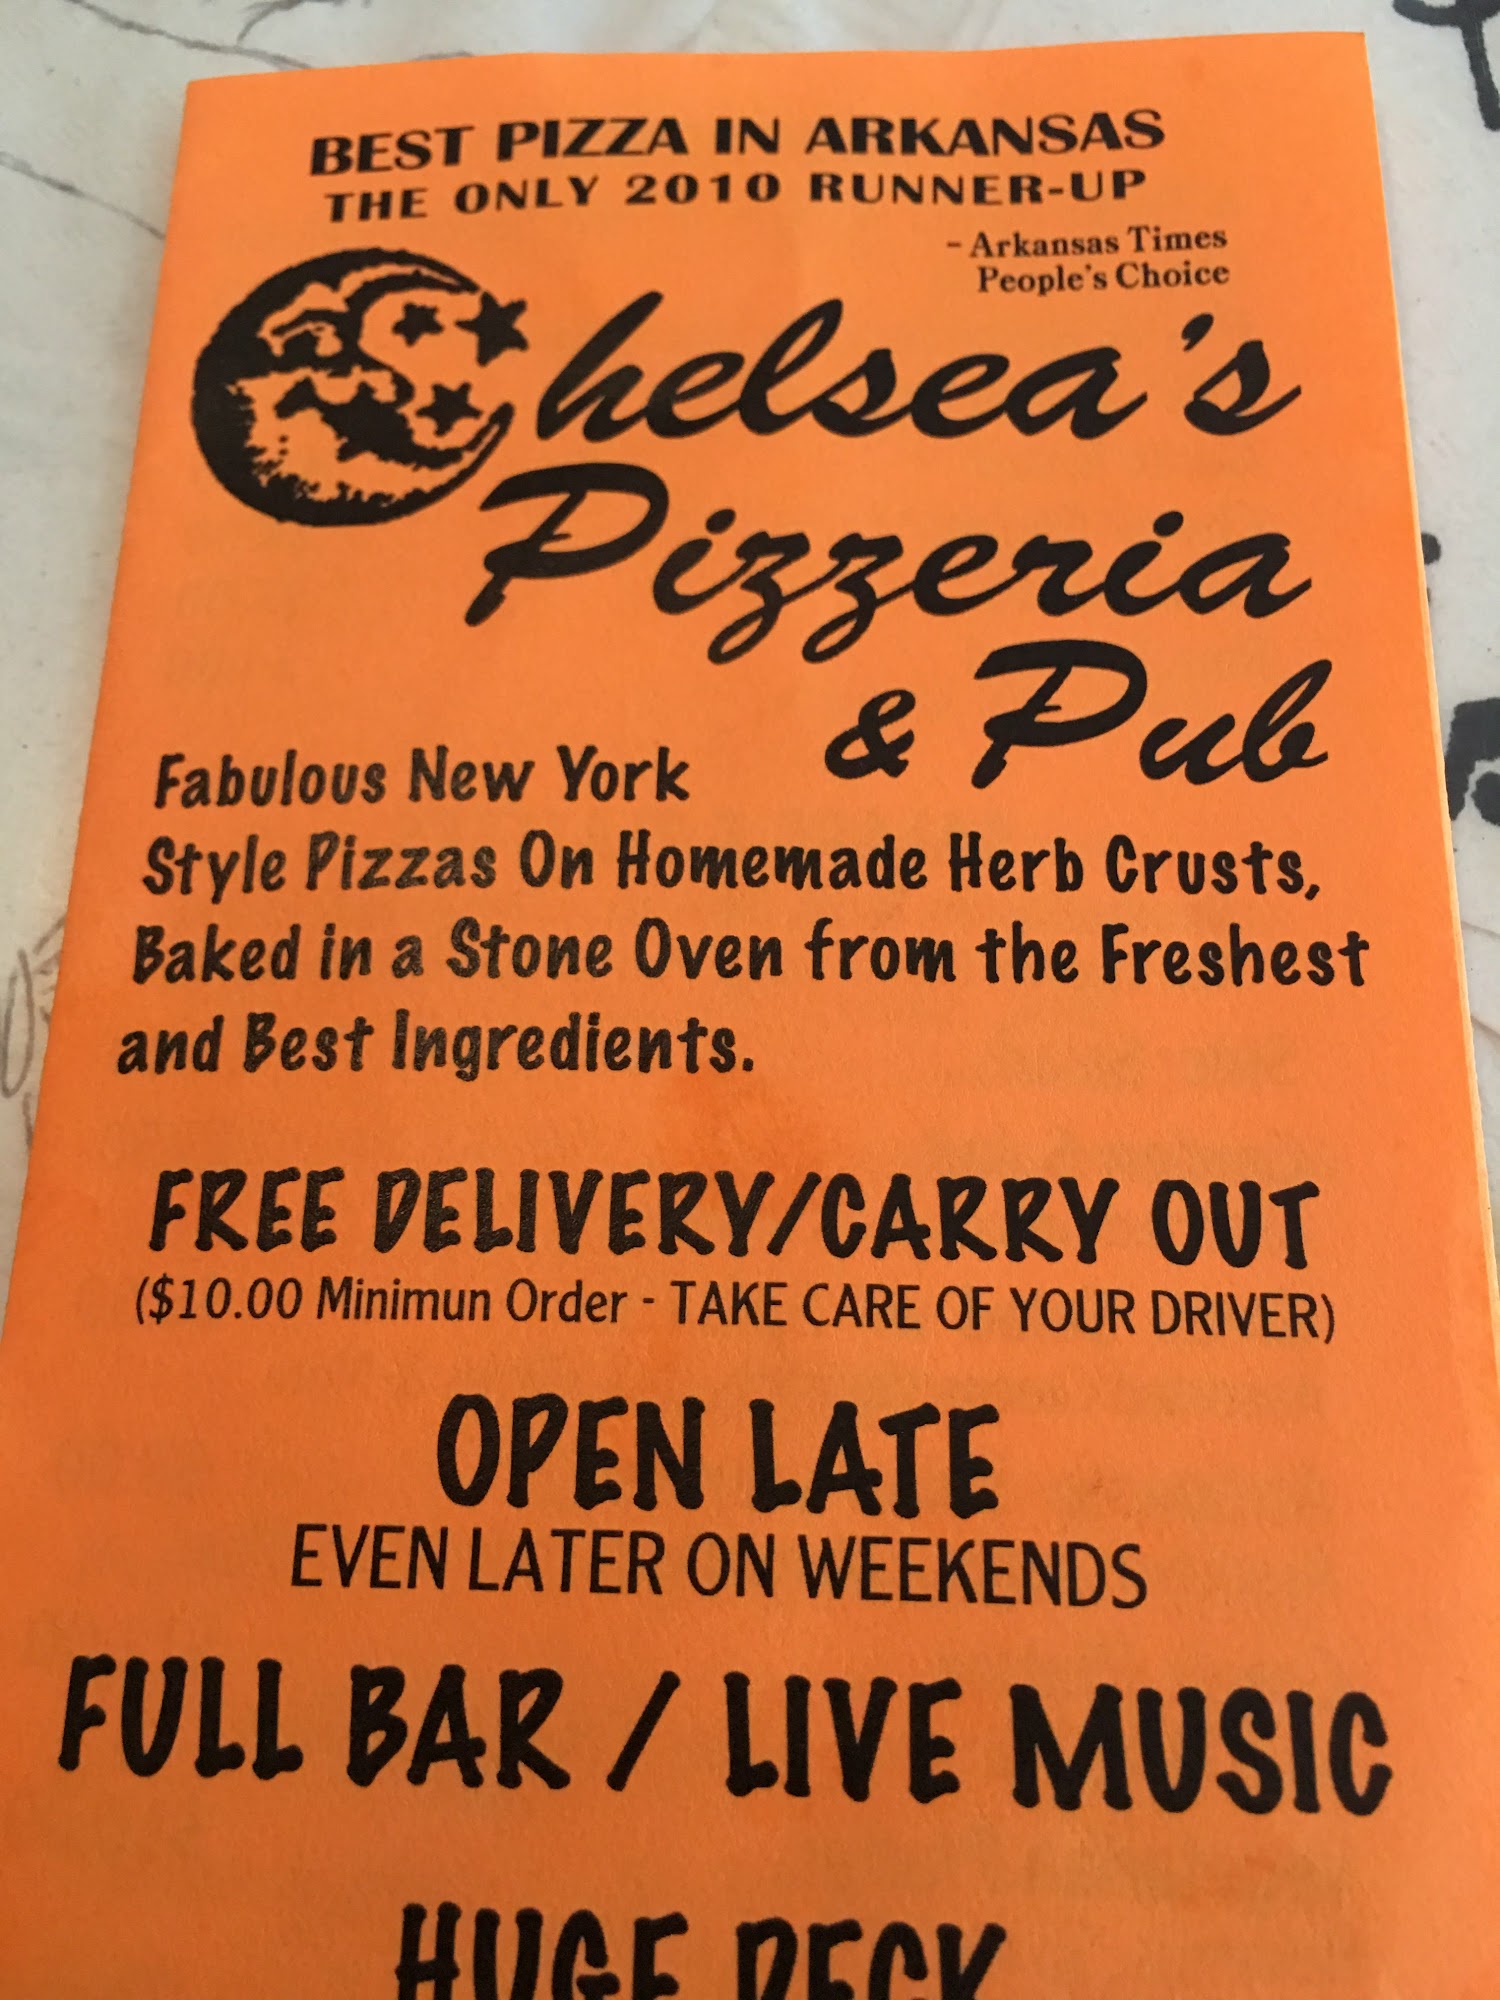 BEST PIZZA IN ARKANSAS
THE ONLY 2010 RUNNER-UP
- Arkansas Times
People's Choice
Chelsea's
Pizzeria
& Pub
Fabulous New York
Style Pizzas On Homemade Herb Crusts,
Baked in a Stone Oven from the Freshest
and Best Ingredients.
FREE DELIVERY/CARRY OUT
($10.00 Minimun Order - TAKE CARE OF YOUR DRIVER)
OPEN LATE
EVEN LATER ON WEEKENDS
FULL BAR / LIVE MUSIC
HUGE DECK